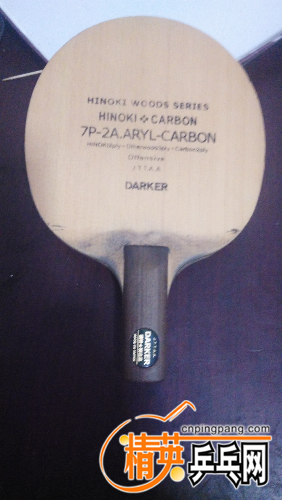 HINOKI WOODS SERIES
HINOKI CARBON
7P-2A.ARYL-CARBON
Offensive
J.T.T.A.A
DARKER
J.T.T.A.A
DARKER
cnpingpang.com
精英乒乓网